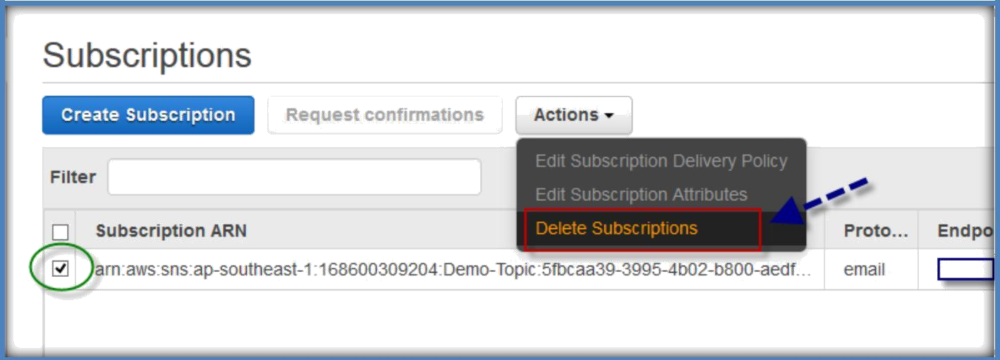 Subscriptions
Create Subscription Request confirmations Actions
Edit Subscription Delivery Policy
Filter
Edit Subscription Attributes
Delete Subscriptions
Subscription ARN Proto... Endpo
arn:aws:sns:ap-southeast-1:168600309204:Demo-Topic:5fbcaa39-3995-4b02-b800-aedf... email